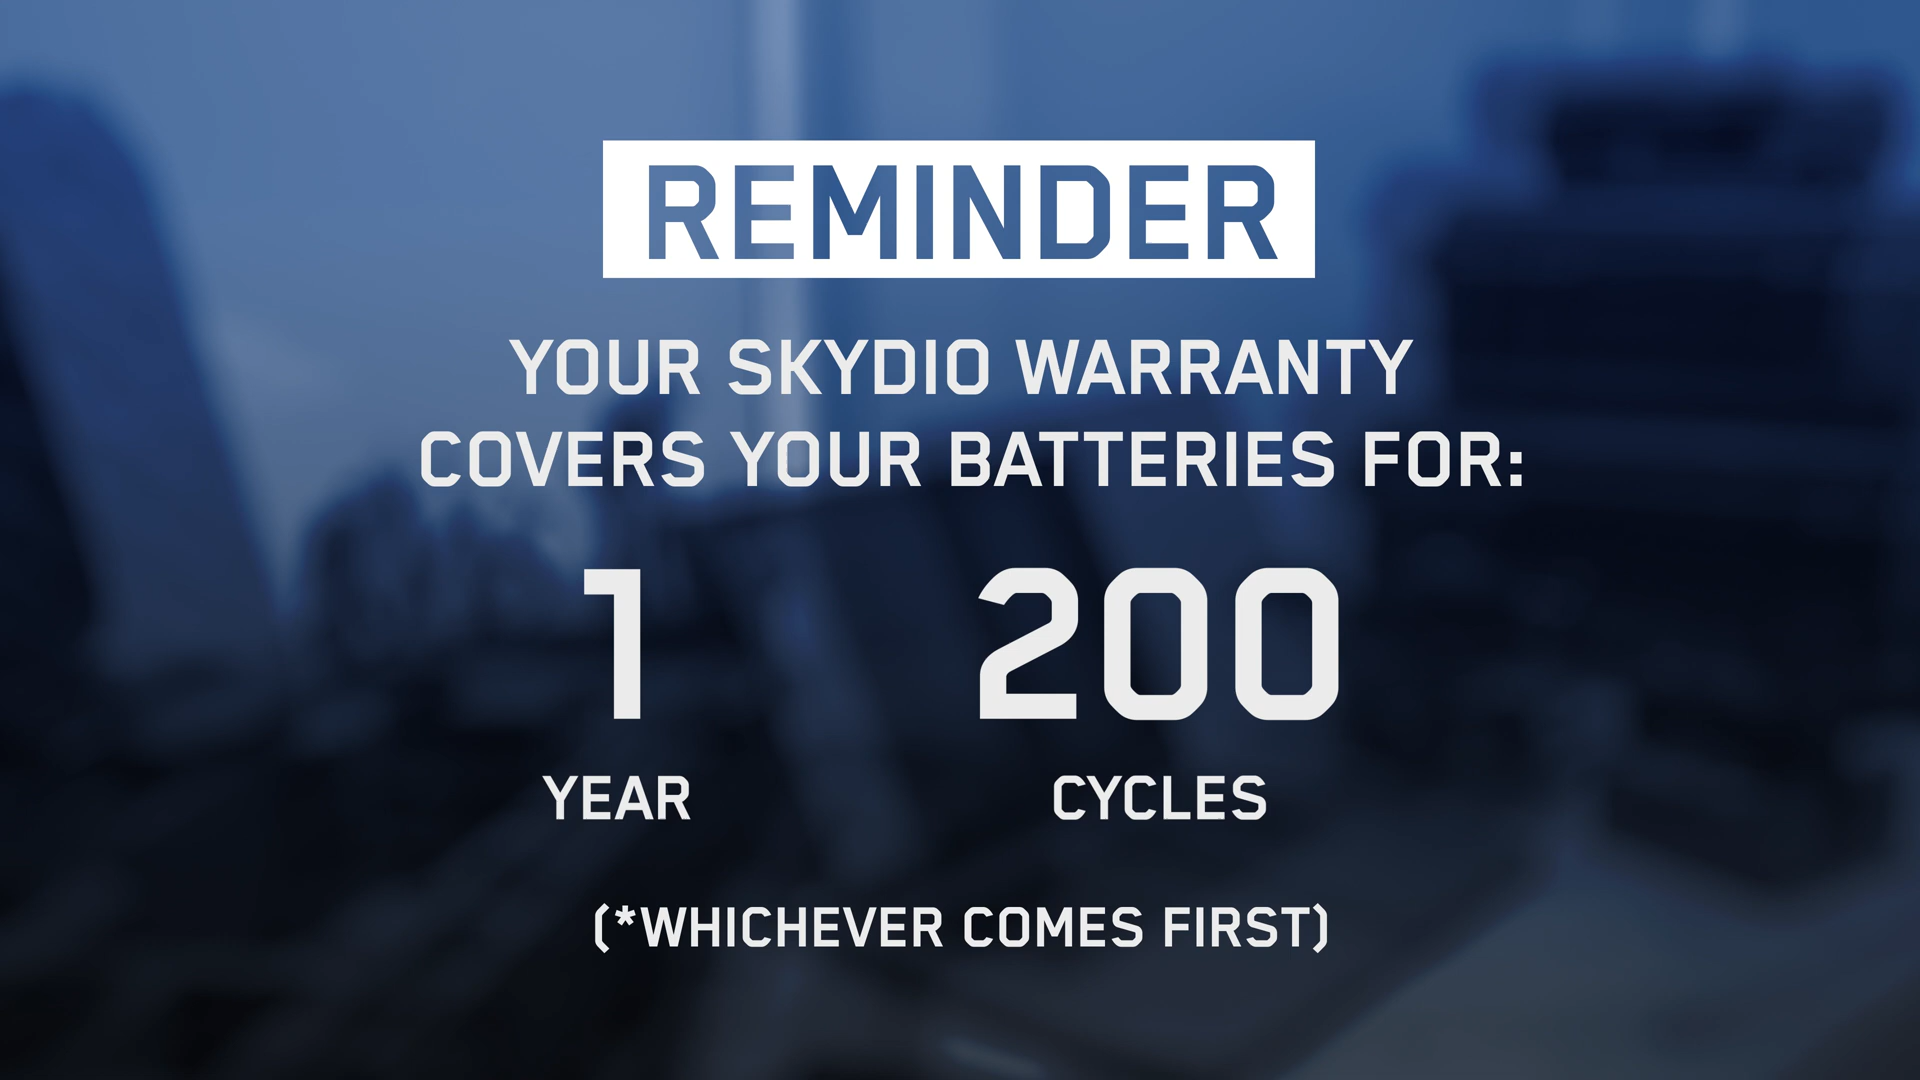 REMINDER
YOUR SKYDIO WARRANTY
COVERS YOUR BATTERIES FOR:
1 200
YEAR CYCLES
(*WHICHEVER COMES FIRST)